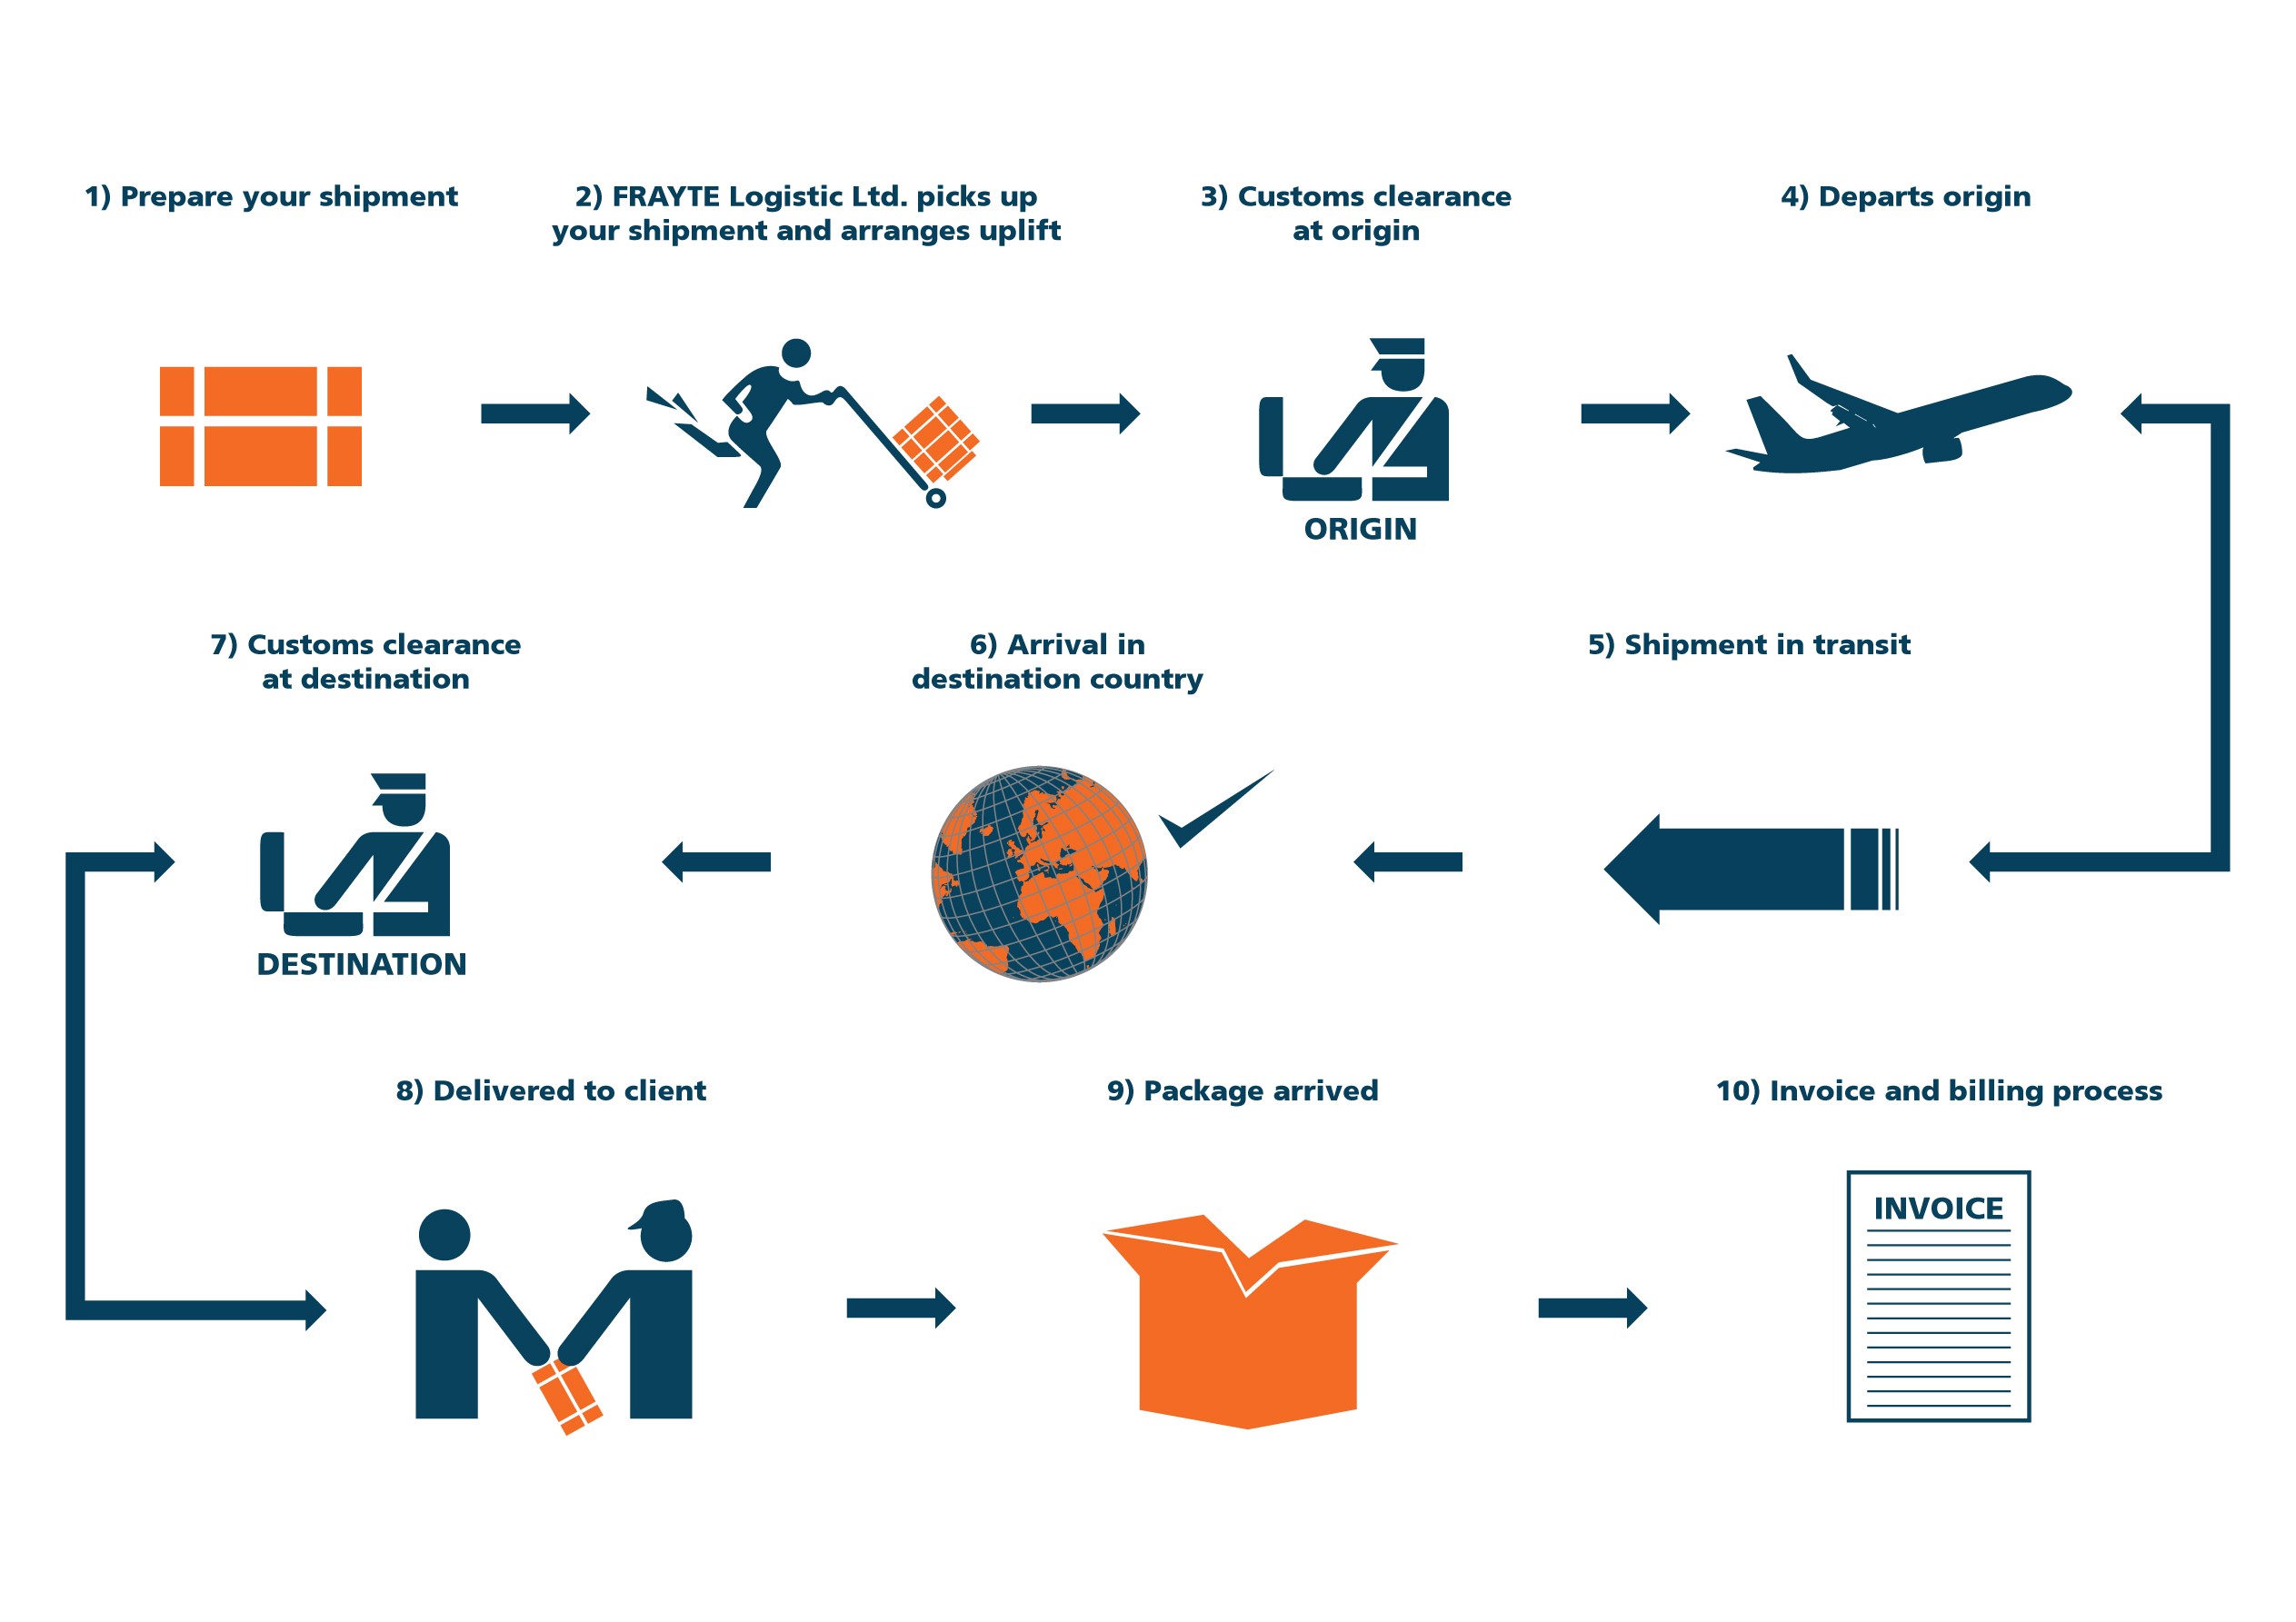 1) Prepare your shipment
2) FRAYTE Logistic Ltd. picks up
your shipment and arranges uplift
3) Customs clearance
at origin
4) Departs origin
ORIGIN
5) Shipment in transit
6) Arrival in
destination country
7) Customs clearance
at destination
DESTINATION
8) Delivered to client
9) Package arrived
10) Invoice and billing process
INVOICE